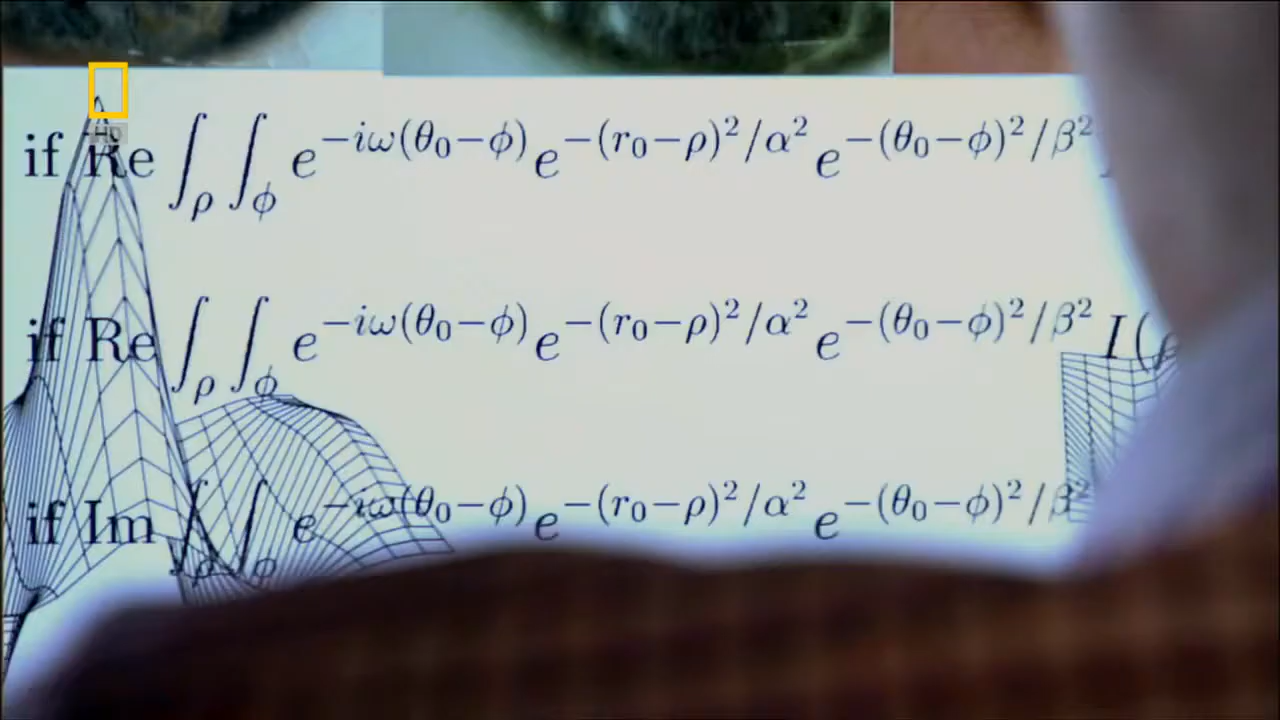 HD
if Re ∫ρ ∫ϕ e^−iω(θ0−ϕ) e^−(r0−ρ)²/α² e^−(θ0−ϕ)²/β²
if Re ∫ρ ∫ϕ e^−iω(θ0−ϕ) e^−(r0−ρ)²/α² e^−(θ0−ϕ)²/β² I(ρ
if Im ∫ρ ∫ϕ e^−iω(θ0−ϕ) e^−(r0−ρ)²/α² e^−(θ0−ϕ)²/β²